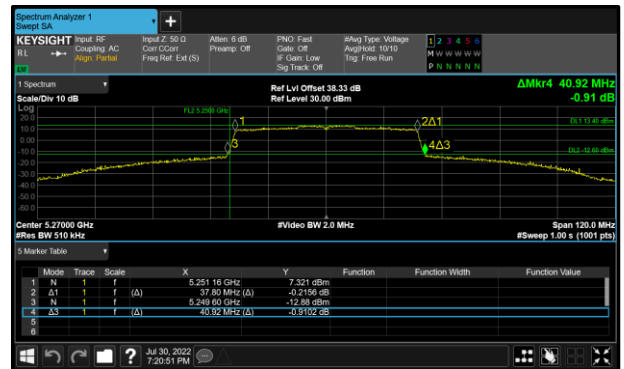 Spectrum Analyzer 1
Swept SA
+
KEYSIGHT Input: RF Input Z: 50 Ω Atten: 6 dB PNO: Fast #Avg Type: Voltage 1 2 3 4 5 6
RL Coupling: AC Corr CCorr Preamp: Off Gate: Off Avg|Hold: 10/10 M W W W W W
Align: Partial Freq Ref: Ext (S) IF Gain: Low Trig: Free Run
Sig Track: Off P N N N N N
1 Spectrum ΔMkr4 40.92 MHz
Ref Lvl Offset 38.33 dB
Scale/Div 10 dB Ref Level 30.00 dBm -0.91 dB
Log
FL2 5.2500 GHz
20.0 1 2Δ1 DL1 13.40 dBm
10.0
0.00 3 4Δ3
-10.0 DL2 -12.60 dBm
-20.0
-30.0
-40.0
-50.0
-60.0
Center 5.27000 GHz #Video BW 2.0 MHz Span 120.0 MHz
#Res BW 510 kHz #Sweep 1.00 s (1001 pts)
5 Marker Table
Mode Trace Scale X Y Function Function Width Function Value
1 N 1 f 5.251 16 GHz 7.321 dBm
2 Δ1 1 f (Δ) 37.80 MHz (Δ) -0.2156 dB
3 N 1 f 5.249 60 GHz -12.88 dBm
4 Δ3 1 f (Δ) 40.92 MHz (Δ) -0.9102 dB
5
6
? Jul 30, 2022
7:20:51 PM